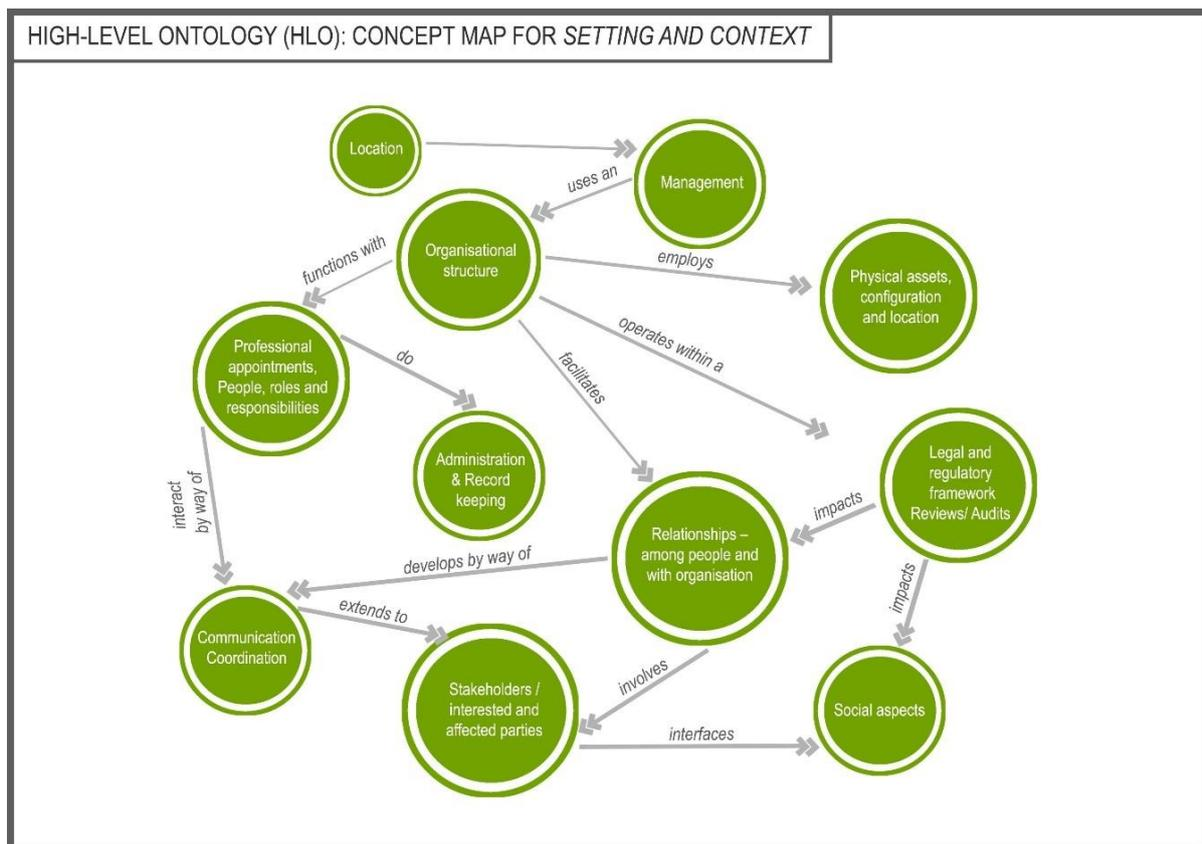 HIGH-LEVEL ONTOLOGY (HLO): CONCEPT MAP FOR SETTING AND CONTEXT
Location
Management
uses an
Organisational
structure
employs
Physical assets,
configuration
and location
functions with
operates within a
facilitates
Professional
appointments,
People, roles and
responsibilities
do
Administration
& Record
keeping
Legal and
regulatory
framework
Reviews/ Audits
impacts
interact
by way of
Relationships –
among people and
with organisation
develops by way of
impacts
extends to
Communication
Coordination
Stakeholders /
interested and
affected parties
involves
interfaces
Social aspects